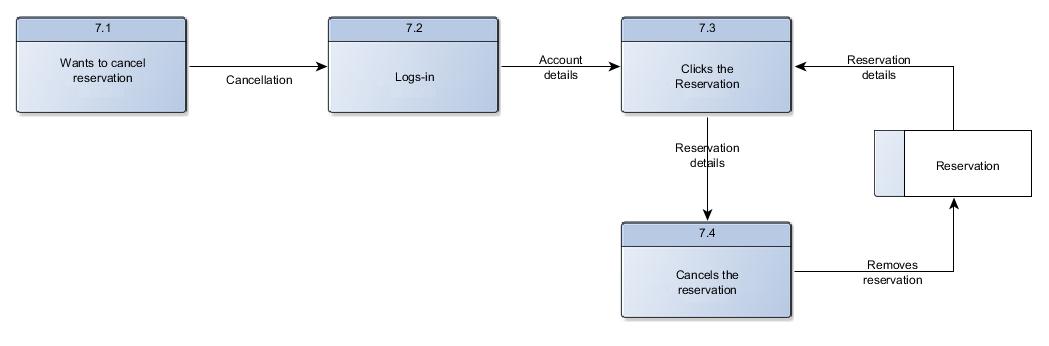 7.1
Wants to cancel
reservation
Cancellation
7.2
Logs-in
Account
details
7.3
Clicks the
Reservation
Reservation
details
Reservation
Reservation
details
7.4
Cancels the
reservation
Removes
reservation